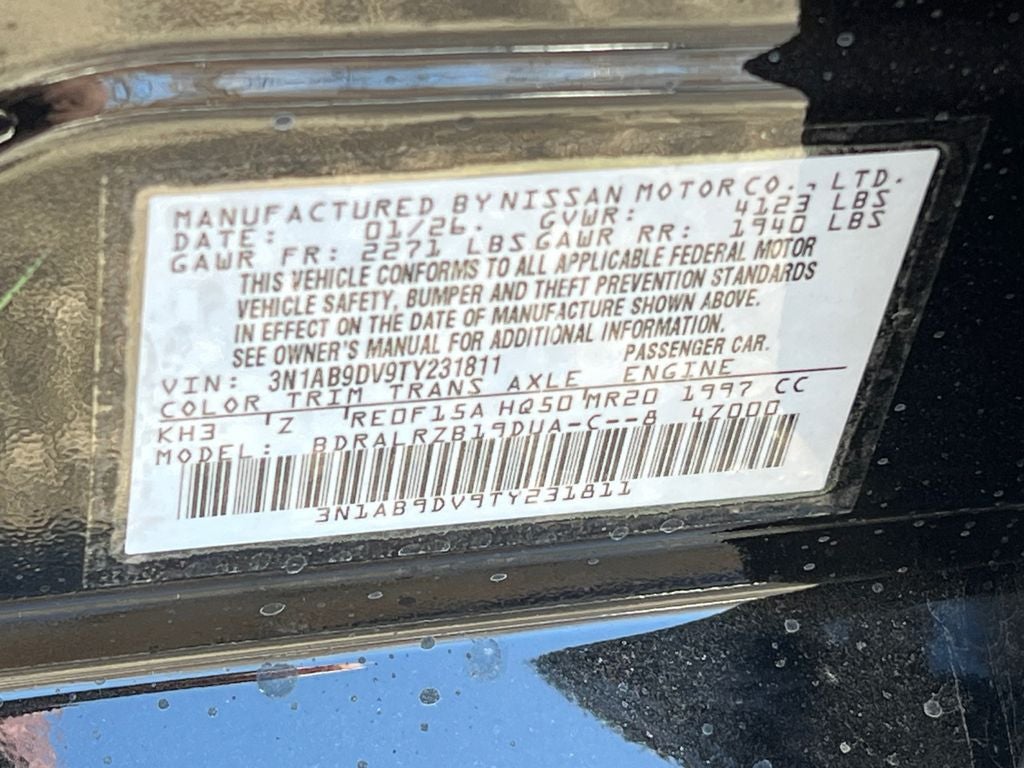 MANUFACTURED BY NISSAN MOTOR CO., LTD.
DATE: 01/26. GVWR: 4123 LBS
GAWR FR: 2271 LBS GAWR RR: 1940 LBS
THIS VEHICLE CONFORMS TO ALL APPLICABLE FEDERAL MOTOR
VEHICLE SAFETY, BUMPER AND THEFT PREVENTION STANDARDS
IN EFFECT ON THE DATE OF MANUFACTURE SHOWN ABOVE.
SEE OWNER'S MANUAL FOR ADDITIONAL INFORMATION.
VIN: 3N1AB9DV9TY231811 PASSENGER CAR.
COLOR TRIM TRANS AXLE ENGINE
KH3 Z RE0F15A HQ50 MR20 1997 CC
MODEL: BDRALRZB19DUA-C--8 47000
3N1AB9DV9TY231811